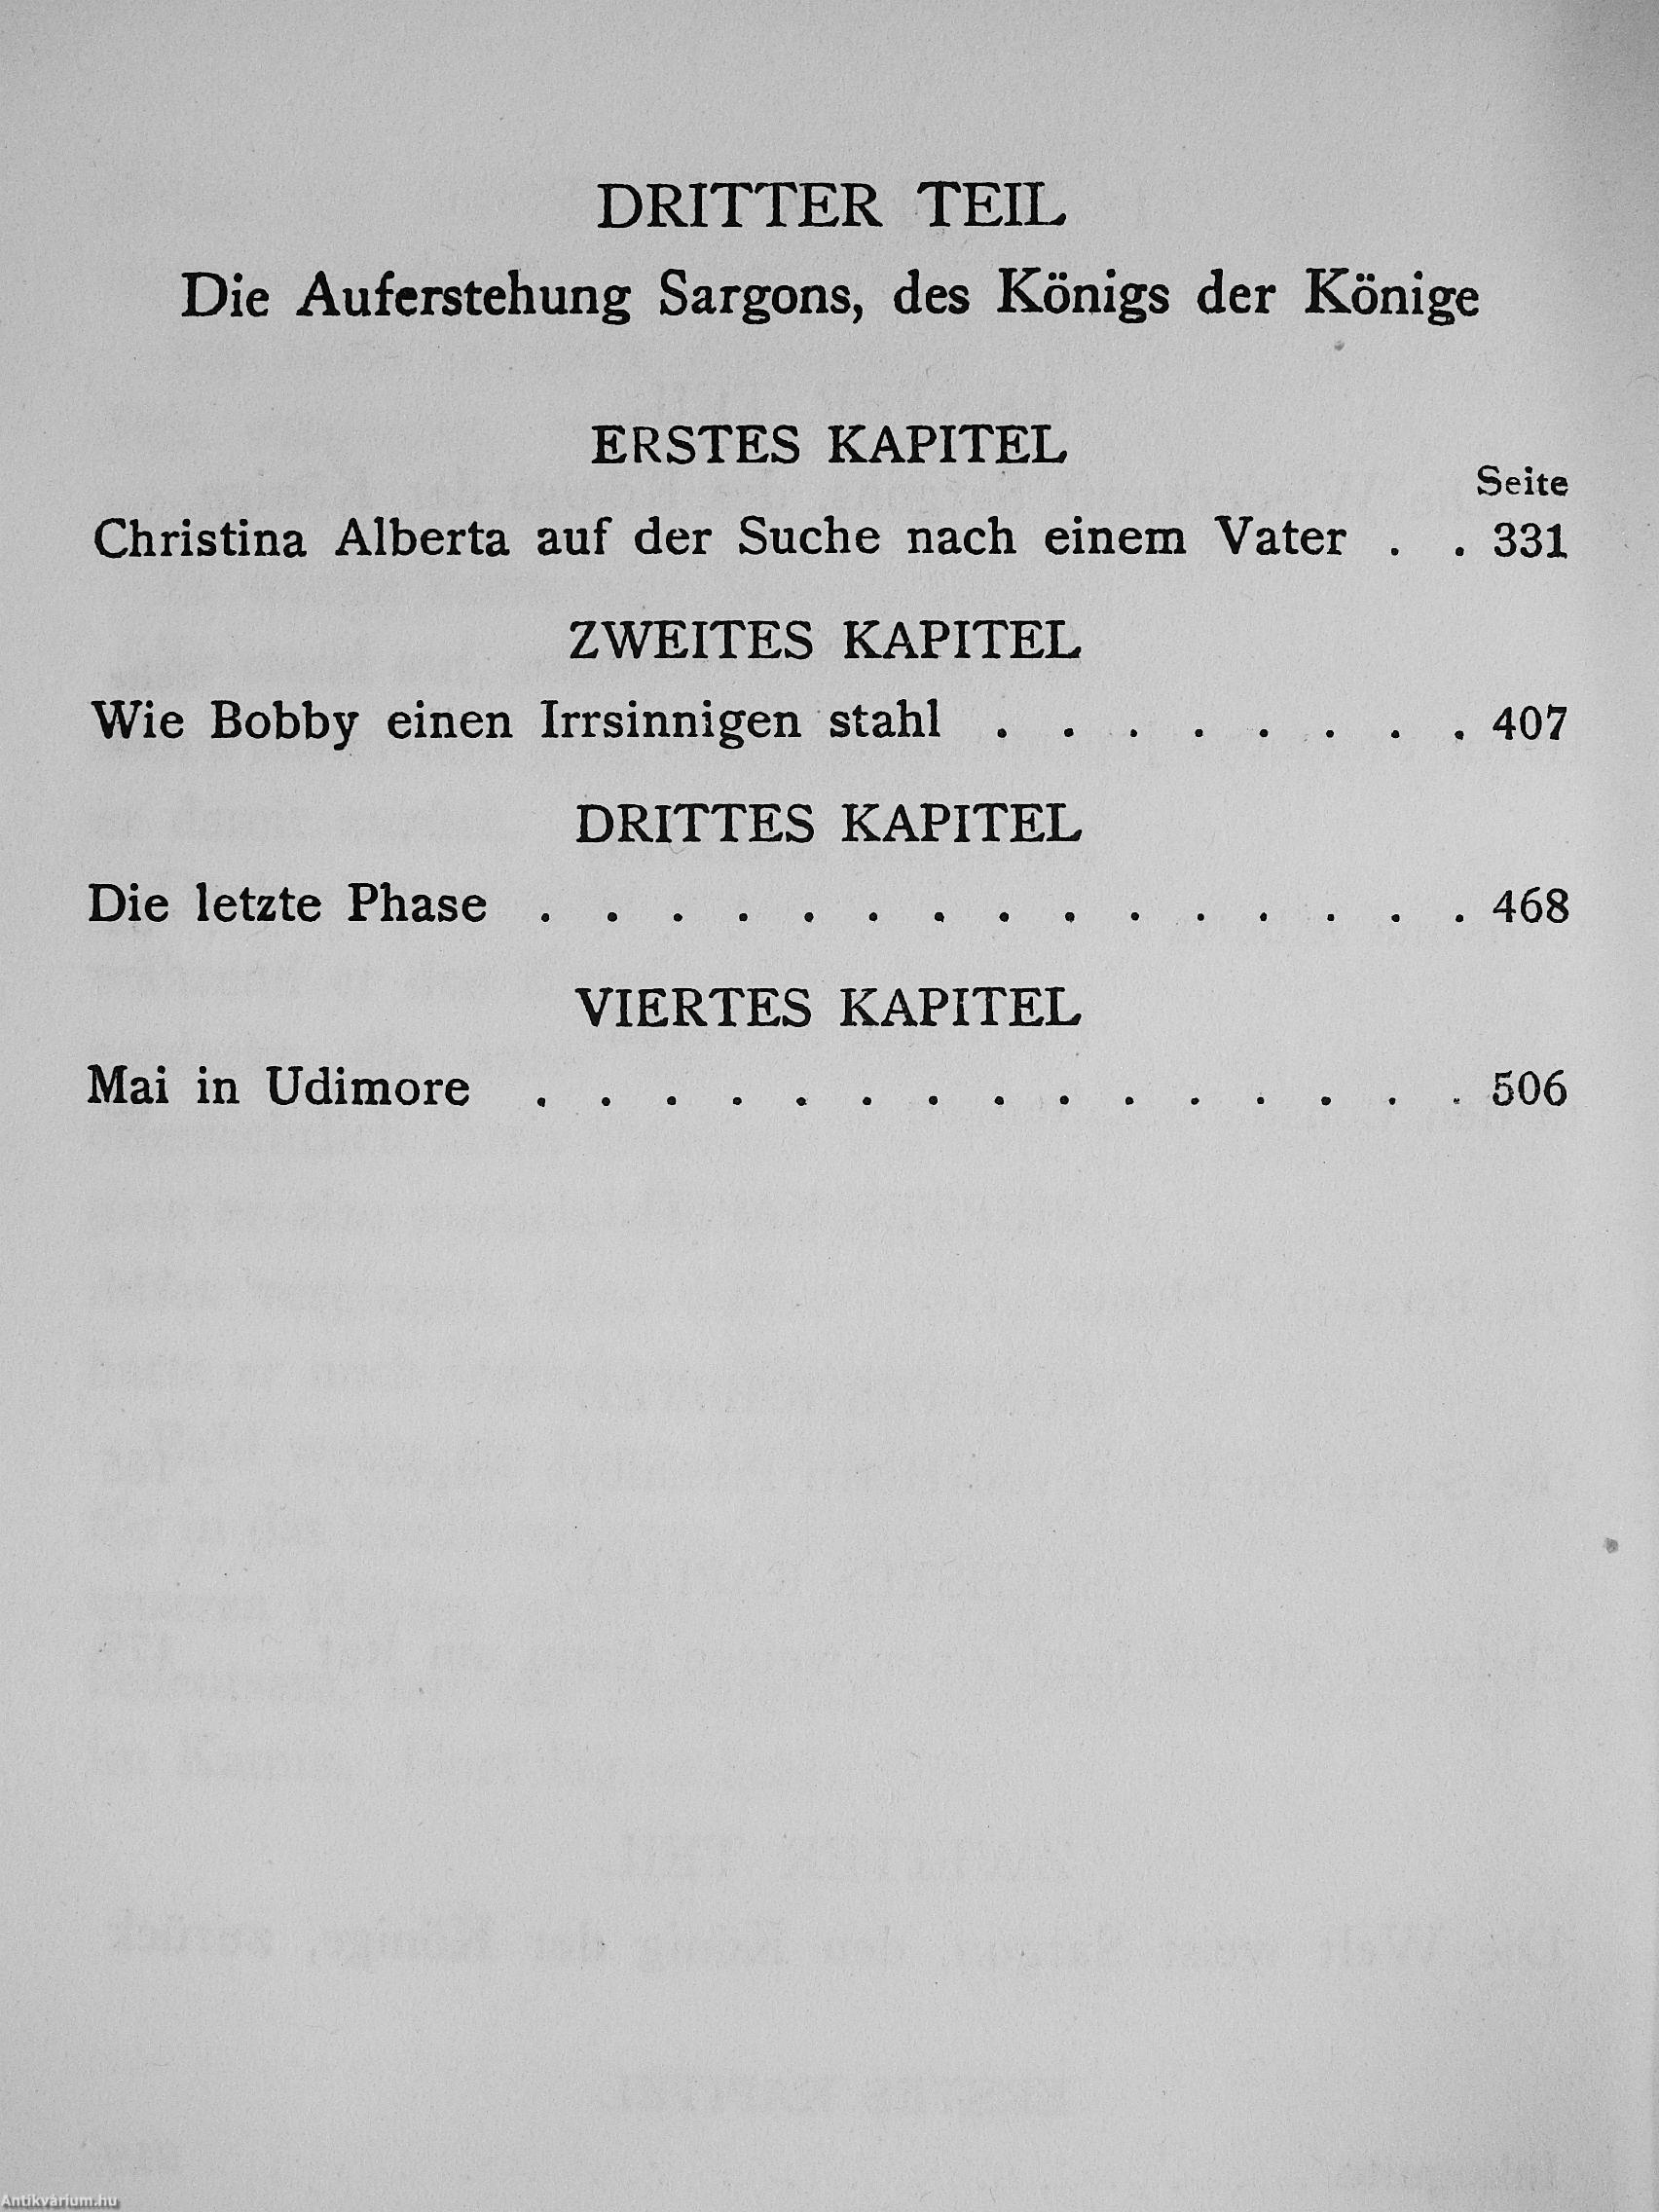 DRITTER TEIL
Die Auferstehung Sargons, des Königs der Könige
ERSTES KAPITEL
Seite
Christina Alberta auf der Suche nach einem Vater . . 331
ZWEITES KAPITEL
Wie Bobby einen Irrsinnigen stahl . . . . . . . . 407
DRITTES KAPITEL
Die letzte Phase . . . . . . . . . . . . . . . 468
VIERTES KAPITEL
Mai in Udimore . . . . . . . . . . . . . . . 506
Antikvárium.hu